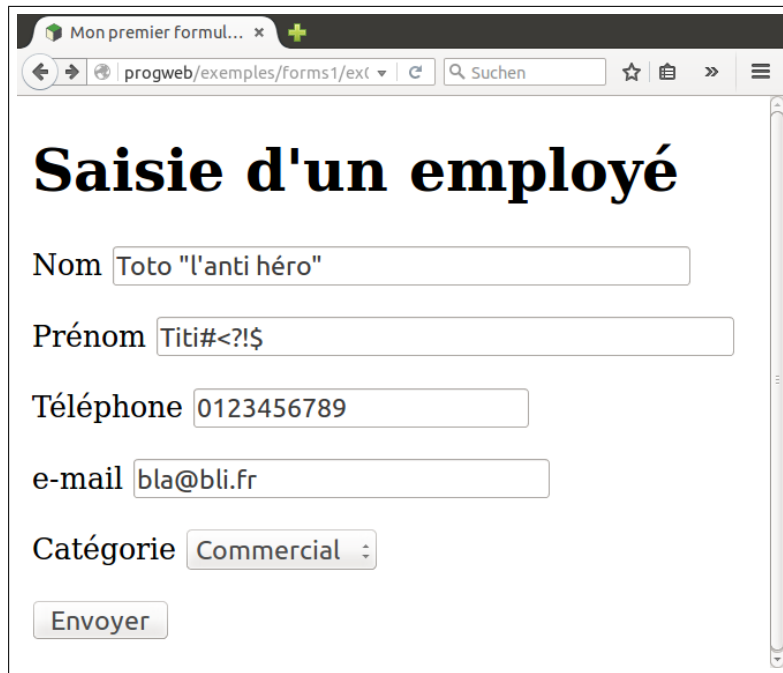 Mon premier formul...
progweb/exemples/forms1/ex( Suchen
Saisie d'un employé
Nom Toto "l'anti héro"
Prénom Titi#<?!$
Téléphone 0123456789
e-mail bla@bli.fr
Catégorie Commercial
Envoyer